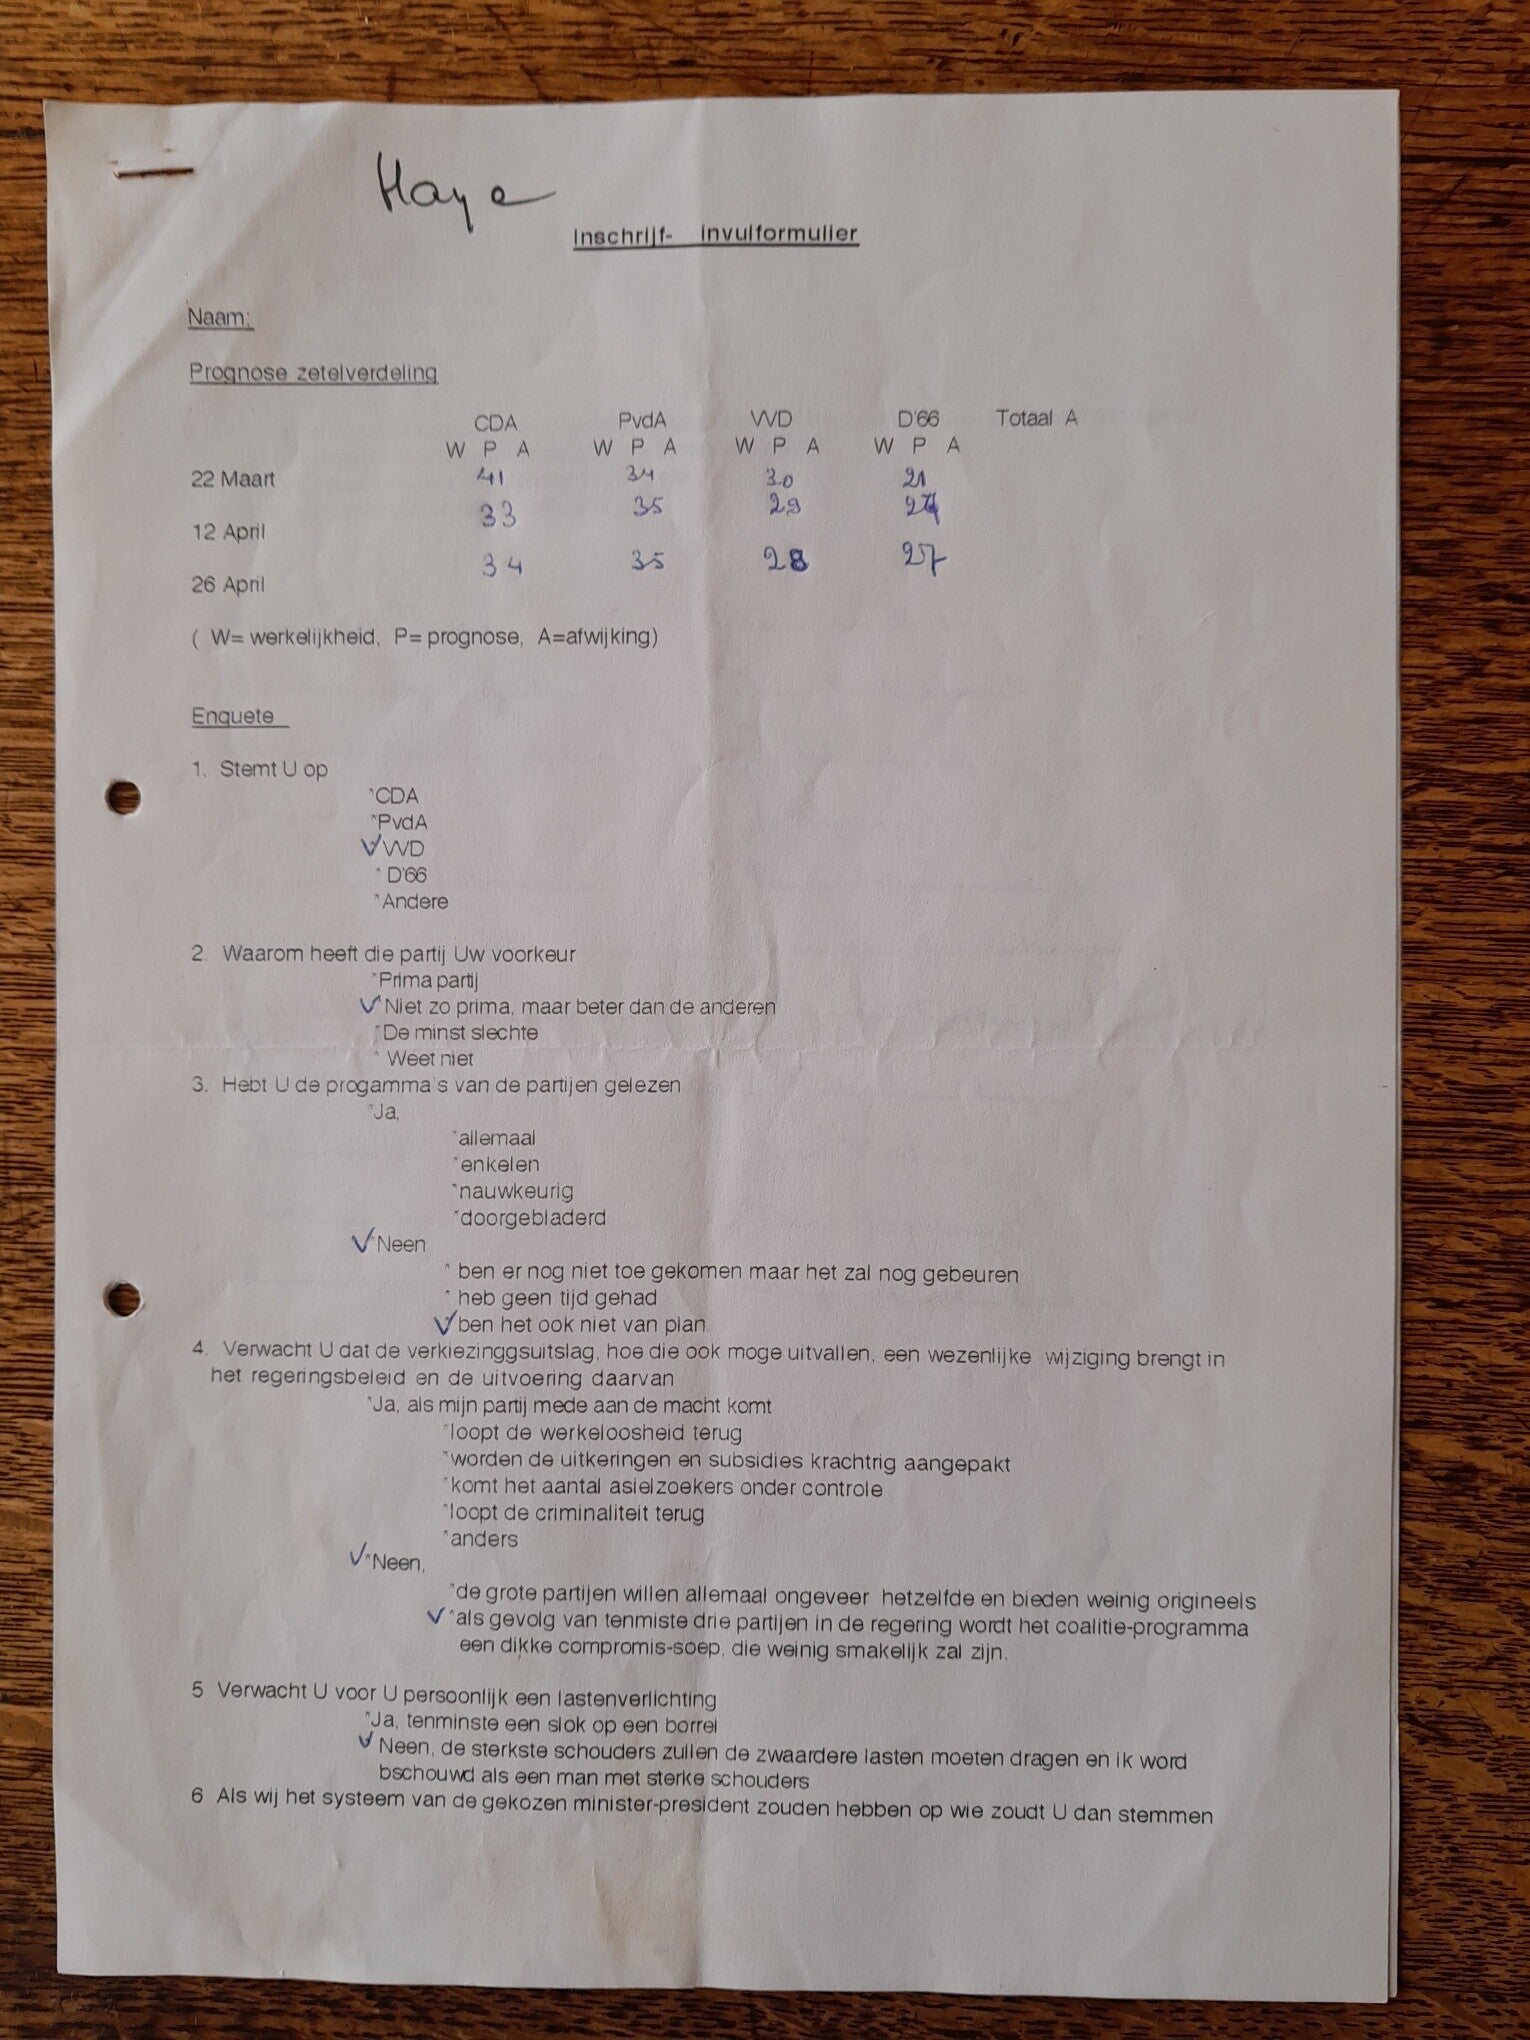 Haye
Inschrijf- invulformulier
Naam:
Prognose zetelverdeling
CDA PvdA VVD D'66 Totaal A
W P A W P A W P A W P A
22 Maart 41 34 30 21
33 35 29
12 April
34 35 28 27
26 April
( W= werkelijkheid, P= prognose, A=afwijking)
Enquete
1. Stemt U op
*CDA
*PvdA
✓ VVD
* D'66
*Andere
2. Waarom heeft die partij Uw voorkeur
*Prima partij
✓*Niet zo prima, maar beter dan de anderen
*De minst slechte
* Weet niet
3. Hebt U de progamma's van de partijen gelezen
*Ja,
*allemaal
*enkelen
*nauwkeurig
*doorgebladerd
✓*Neen
* ben er nog niet toe gekomen maar het zal nog gebeuren
* heb geen tijd gehad
✓*ben het ook niet van plan
4. Verwacht U dat de verkiezinggsuitslag, hoe die ook moge uitvallen, een wezenlijke wijziging brengt in
het regeringsbeleid en de uitvoering daarvan
*Ja, als mijn partij mede aan de macht komt
*loopt de werkeloosheid terug
*worden de uitkeringen en subsidies krachtrig aangepakt
*komt het aantal asielzoekers onder controle
*loopt de criminaliteit terug
*anders
✓*Neen,
*de grote partijen willen allemaal ongeveer hetzelfde en bieden weinig origineels
✓*als gevolg van tenmiste drie partijen in de regering wordt het coalitie-programma
een dikke compromis-soep, die weinig smakelijk zal zijn.
5 Verwacht U voor U persoonlijk een lastenverlichting
*Ja, tenminste een slok op een borrel
✓ Neen, de sterkste schouders zullen de zwaardere lasten moeten dragen en ik word
bschouwd als een man met sterke schouders
6 Als wij het systeem van de gekozen minister-president zouden hebben op wie zoudt U dan stemmen